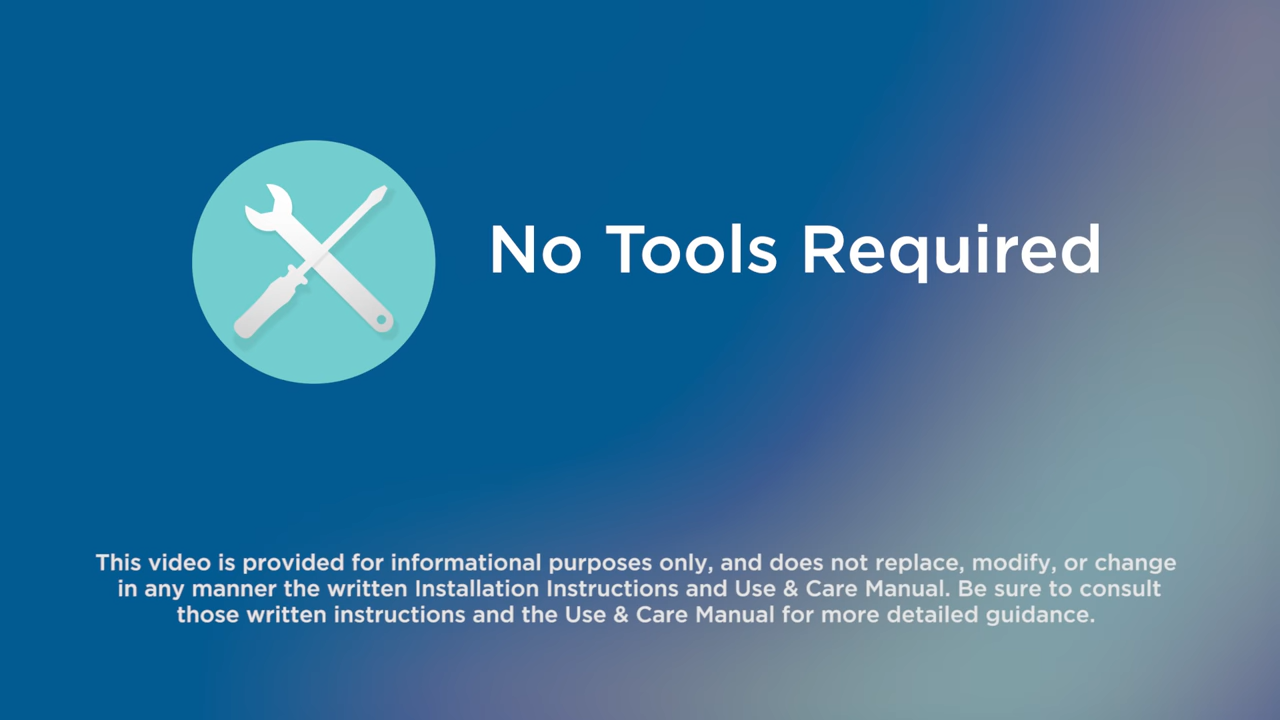 No Tools Required
This video is provided for informational purposes only, and does not replace, modify, or change
in any manner the written Installation Instructions and Use & Care Manual. Be sure to consult
those written instructions and the Use & Care Manual for more detailed guidance.